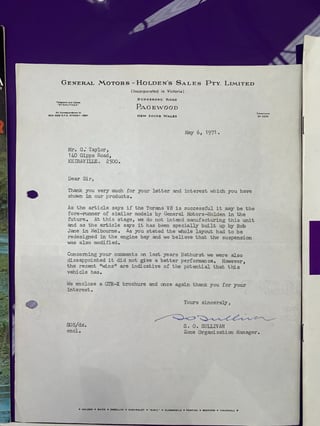 GENERAL MOTORS - HOLDEN'S SALES PTY. LIMITED
(Incorporated in Victoria)
BUNNERONG ROAD
PAGEWOOD
NEW SOUTH WALES
May 6, 1971.
Mr. G. Taylor,
140 Gipps Road,
KEIRAVILLE. 2500.
Dear Sir,
Thank you very much for your letter and interest which you have
shown in our products.
As the article says if the Torana V8 is successful it may be the
fore-runner of similar models by General Motors-Holden in the
future. At this stage, we do not intend manufacturing this unit
and as the article says it has been specially built up by Bob
Jane in Melbourne. As you stated the whole layout had to be
redesigned in the engine bay and we believe that the suspension
was also modified.
Concerning your comments on last years Bathurst we were also
disappointed it did not give a better performance. However,
the recent "wins" are indicative of the potential that this
vehicle has.
We enclose a GTR-X brochure and once again thank you for your
interest.
Yours sincerely,
S. O. SULLIVAN
Zone Organisation Manager.
encl.